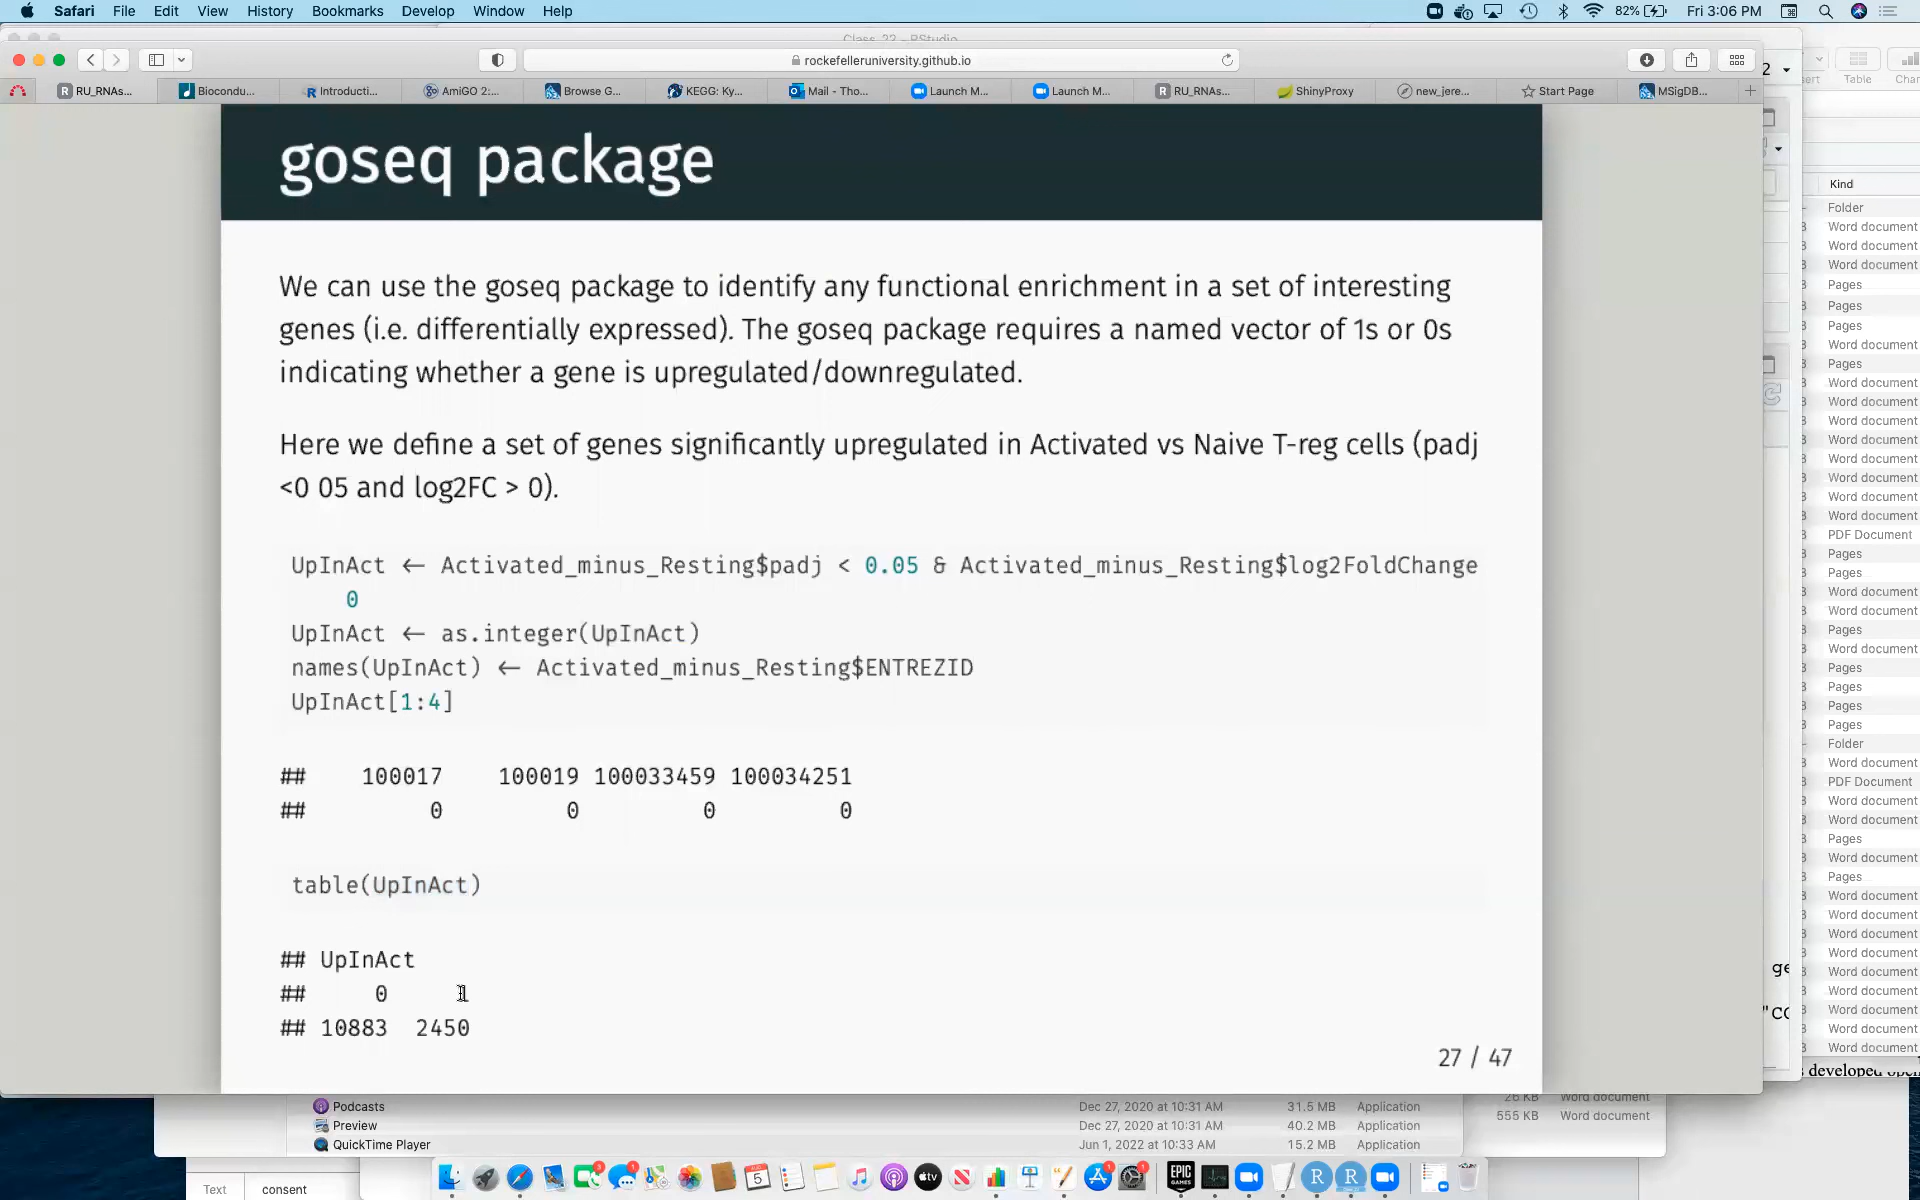 Safari File Edit View History Bookmarks Develop Window Help 82% Fri 3:06 PM
Class_22 - RStudio
rockefelleruniversity.github.io
RU_RNAs... Biocondu... Introducti... AmiGO 2:... Browse G... KEGG: Ky... Mail - Tho... Launch M... Launch M... RU_RNAs... ShinyProxy new_jere... Start Page MSigDB...
goseq package
We can use the goseq package to identify any functional enrichment in a set of interesting
genes (i.e. differentially expressed). The goseq package requires a named vector of 1s or 0s
indicating whether a gene is upregulated/downregulated.
Here we define a set of genes significantly upregulated in Activated vs Naive T-reg cells (padj
<0 05 and log2FC > 0).
UpInAct ← Activated_minus_Resting$padj < 0.05 & Activated_minus_Resting$log2FoldChange
0
UpInAct ← as.integer(UpInAct)
names(UpInAct) ← Activated_minus_Resting$ENTREZID
UpInAct[1:4]
## 100017 100019 100033459 100034251
## 0 0 0 0
table(UpInAct)
## UpInAct
## 0 1
## 10883 2450
27 / 47
2
Table
Kind
Folder
Word document
Word document
Word document
Pages
Pages
Pages
Word document
Pages
Word document
Word document
Word document
Word document
Word document
Word document
Word document
Word document
PDF Document
Pages
Pages
Word document
Word document
Pages
Word document
Pages
Pages
Pages
Pages
Folder
Word document
PDF Document
Word document
Word document
Pages
Word document
Pages
Word document
Word document
Word document
Word document
Word document
Word document
Word document
Word document
Word document
Podcasts Dec 27, 2020 at 10:31 AM 31.5 MB Application
Preview Dec 27, 2020 at 10:31 AM 40.2 MB Application
QuickTime Player Jun 1, 2022 at 10:33 AM 15.2 MB Application
26 KB Word document
555 KB Word document
Text consent